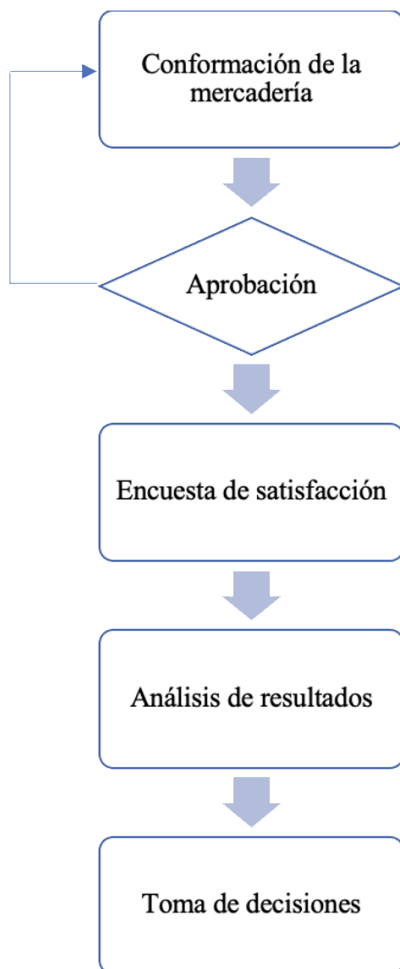 Conformación de la
mercadería
Aprobación
Encuesta de satisfacción
Análisis de resultados
Toma de decisiones